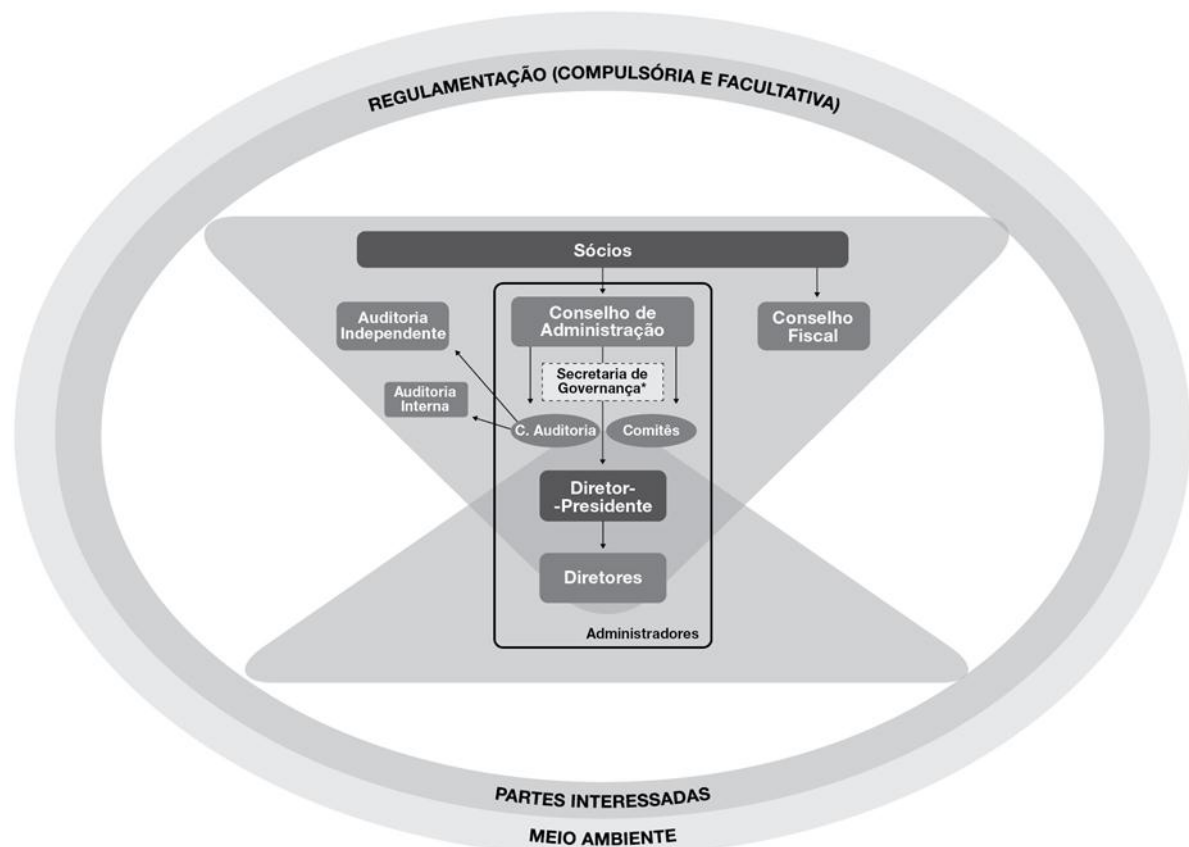 REGULAMENTAÇÃO (COMPULSÓRIA E FACULTATIVA)
Sócios
Auditoria
Independente
Conselho de
Administração
Conselho
Fiscal
Secretaria de
Governança*
Auditoria
Interna
C. Auditoria
Comitês
Diretor-
-Presidente
Diretores
Administradores
PARTES INTERESSADAS
MEIO AMBIENTE